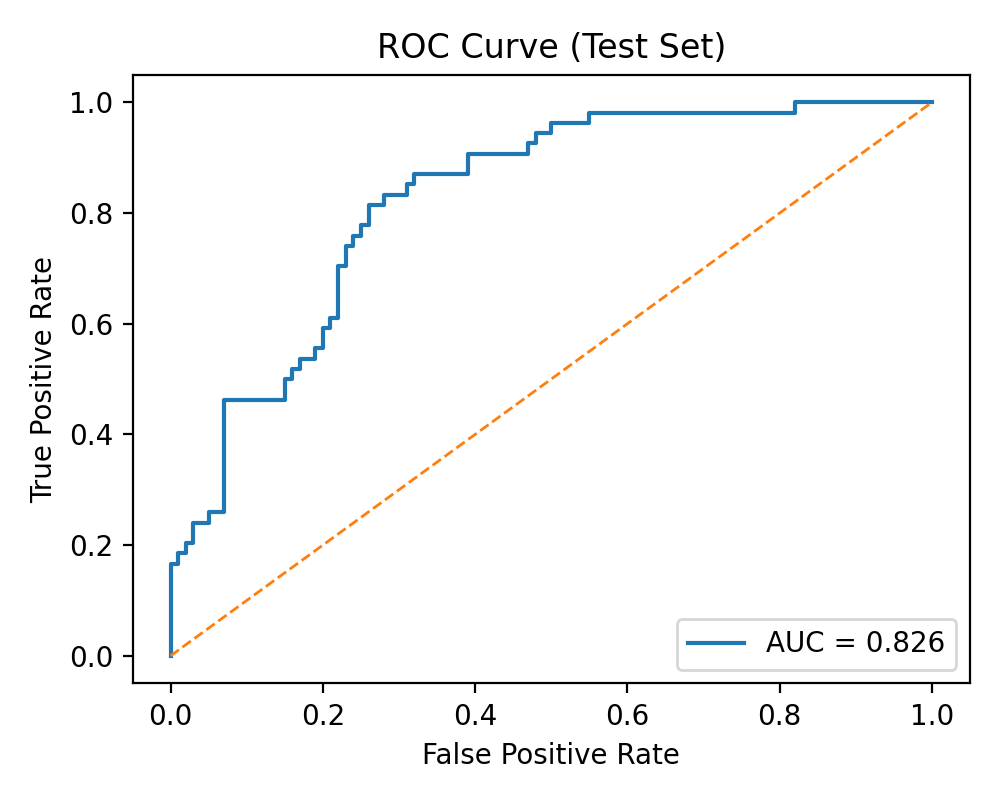 ROC Curve (Test Set)
True Positive Rate
1.0
0.8
0.6
0.4
0.2
0.0
AUC = 0.826
0.0 0.2 0.4 0.6 0.8 1.0
False Positive Rate